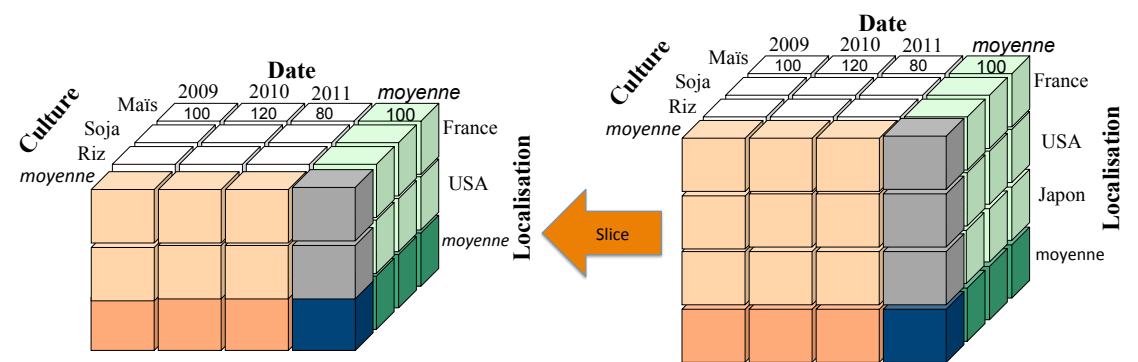 Date
2009 2010 2011 moyenne
Culture
Maïs 100 120 80 100 France
Soja
Riz USA
moyenne
moyenne
Localisation
Slice
Date
2009 2010 2011 moyenne
Culture
Maïs 100 120 80 100 France
Soja
Riz
moyenne USA
Japon
moyenne
Localisation